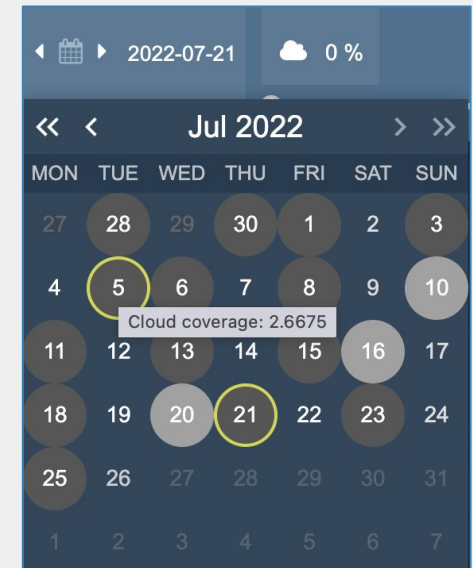 2022-07-21 0 %
Jul 2022
MON TUE WED THU FRI SAT SUN
27 28 29 30 1 2 3
4 5 6 7 8 9 10
Cloud coverage: 2.6675
11 12 13 14 15 16 17
18 19 20 21 22 23 24
25 26 27 28 29 30 31
1 2 3 4 5 6 7